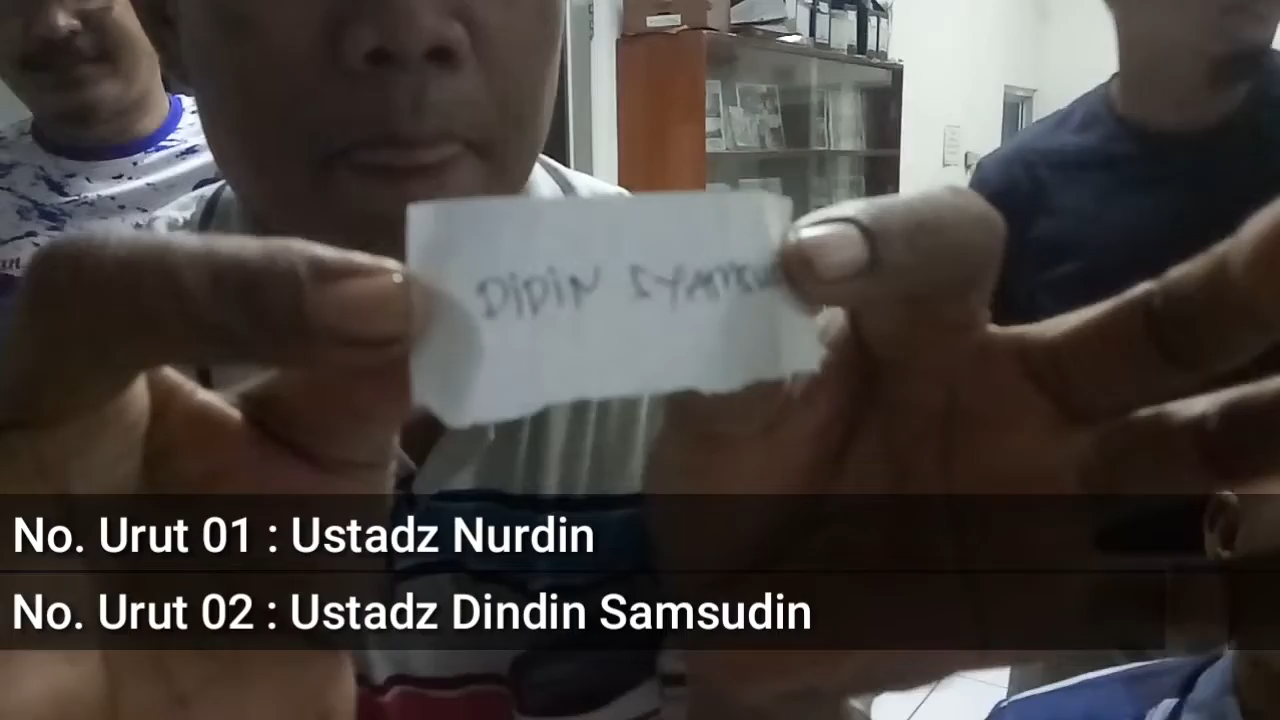 DIDIN
No. Urut 01 : Ustadz Nurdin
No. Urut 02 : Ustadz Dindin Samsudin